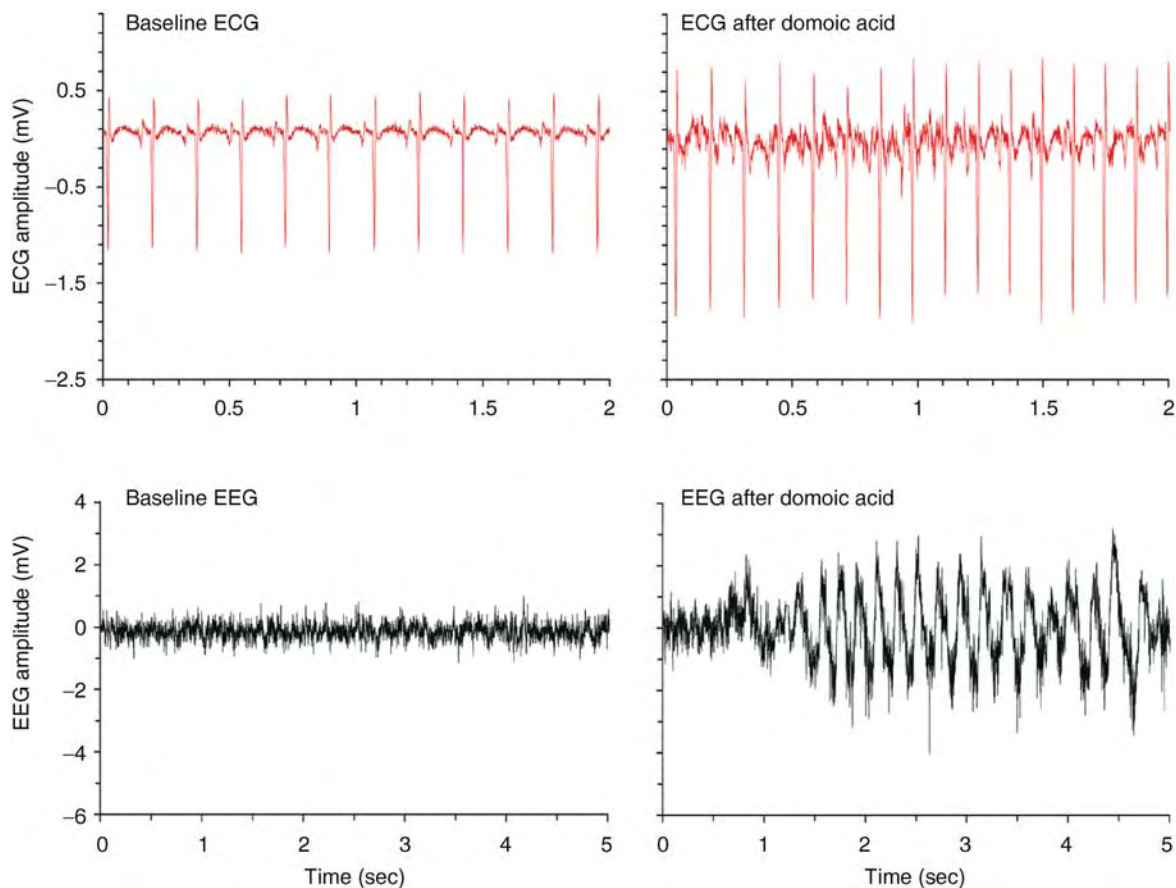 Baseline ECG
ECG after domoic acid
ECG amplitude (mV)
0.5
−0.5
−1.5
−2.5
0 0.5 1 1.5 2
0 0.5 1 1.5 2
Baseline EEG
EEG after domoic acid
EEG amplitude (mV)
4
2
0
−2
−4
−6
0 1 2 3 4 5
0 1 2 3 4 5
Time (sec)
Time (sec)